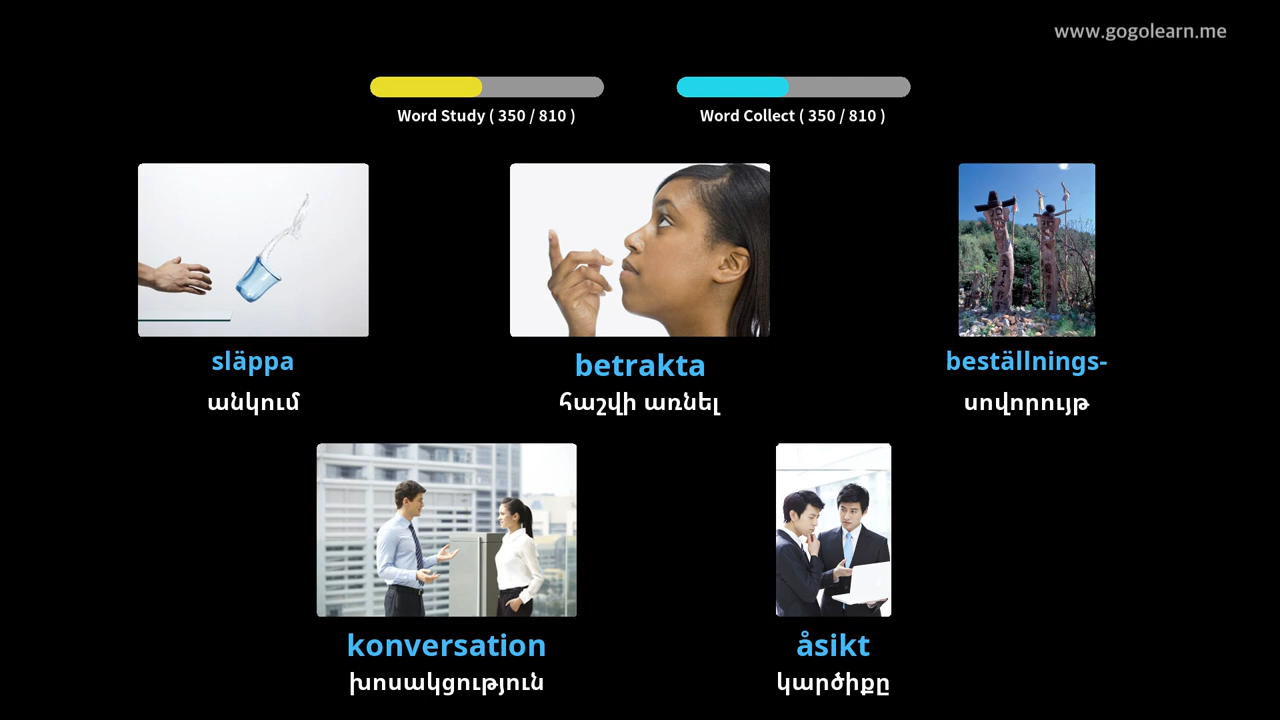 www.gogolearn.me
Word Study ( 350 / 810 )
Word Collect ( 350 / 810 )
släppa
անկում
betrakta
հաշվի առնել
beställnings-
սովորույթ
konversation
խոսակցություն
åsikt
կարծիքը